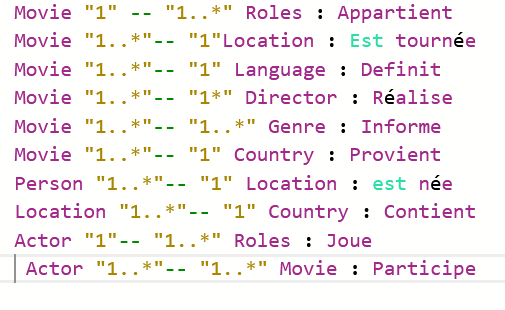 Movie "1" -- "1..*" Roles : Appartient
Movie "1..*"-- "1"Location : Est tournée
Movie "1..*"-- "1" Language : Definit
Movie "1..*"-- "1*" Director : Réalise
Movie "1..*"-- "1..*" Genre : Informe
Movie "1..*"-- "1" Country : Provient
Person "1..*"-- "1" Location : est née
Location "1..*"-- "1" Country : Contient
Actor "1"-- "1..*" Roles : Joue
Actor "1..*"-- "1..*" Movie : Participe